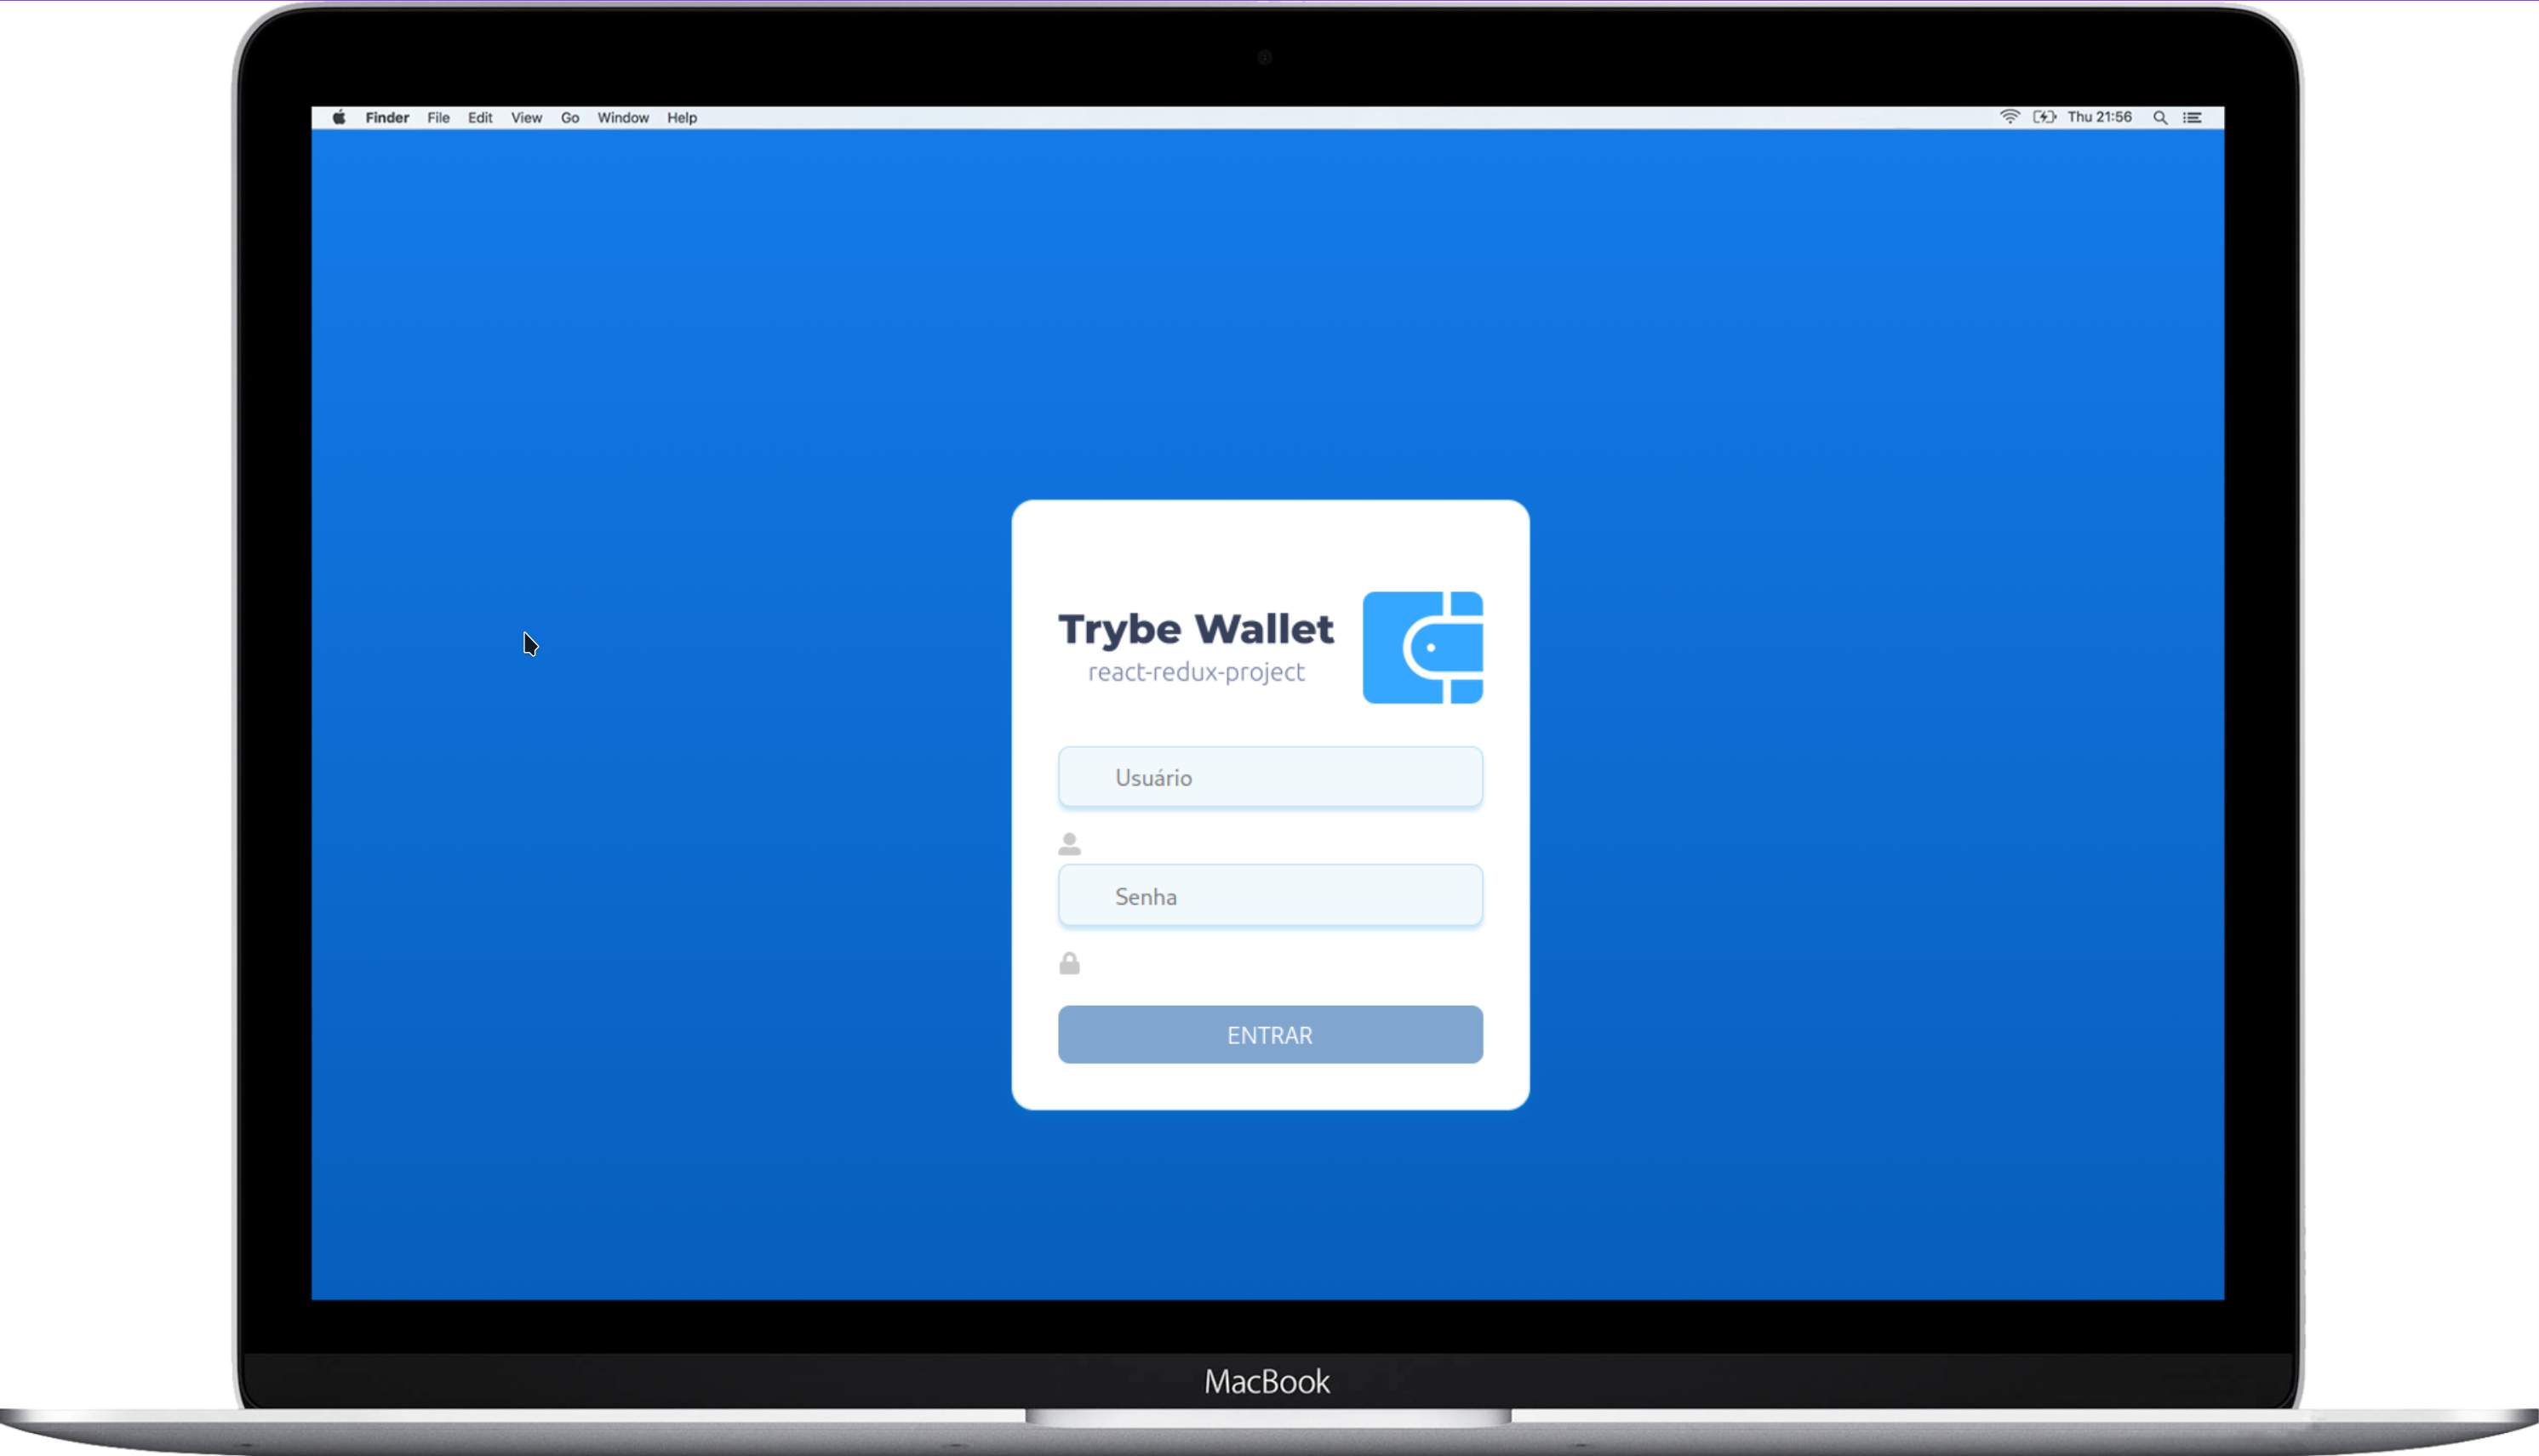 Finder File Edit View Go Window Help Thu 21:56
Trybe Wallet
react-redux-project
Usuário
Senha
ENTRAR
MacBook